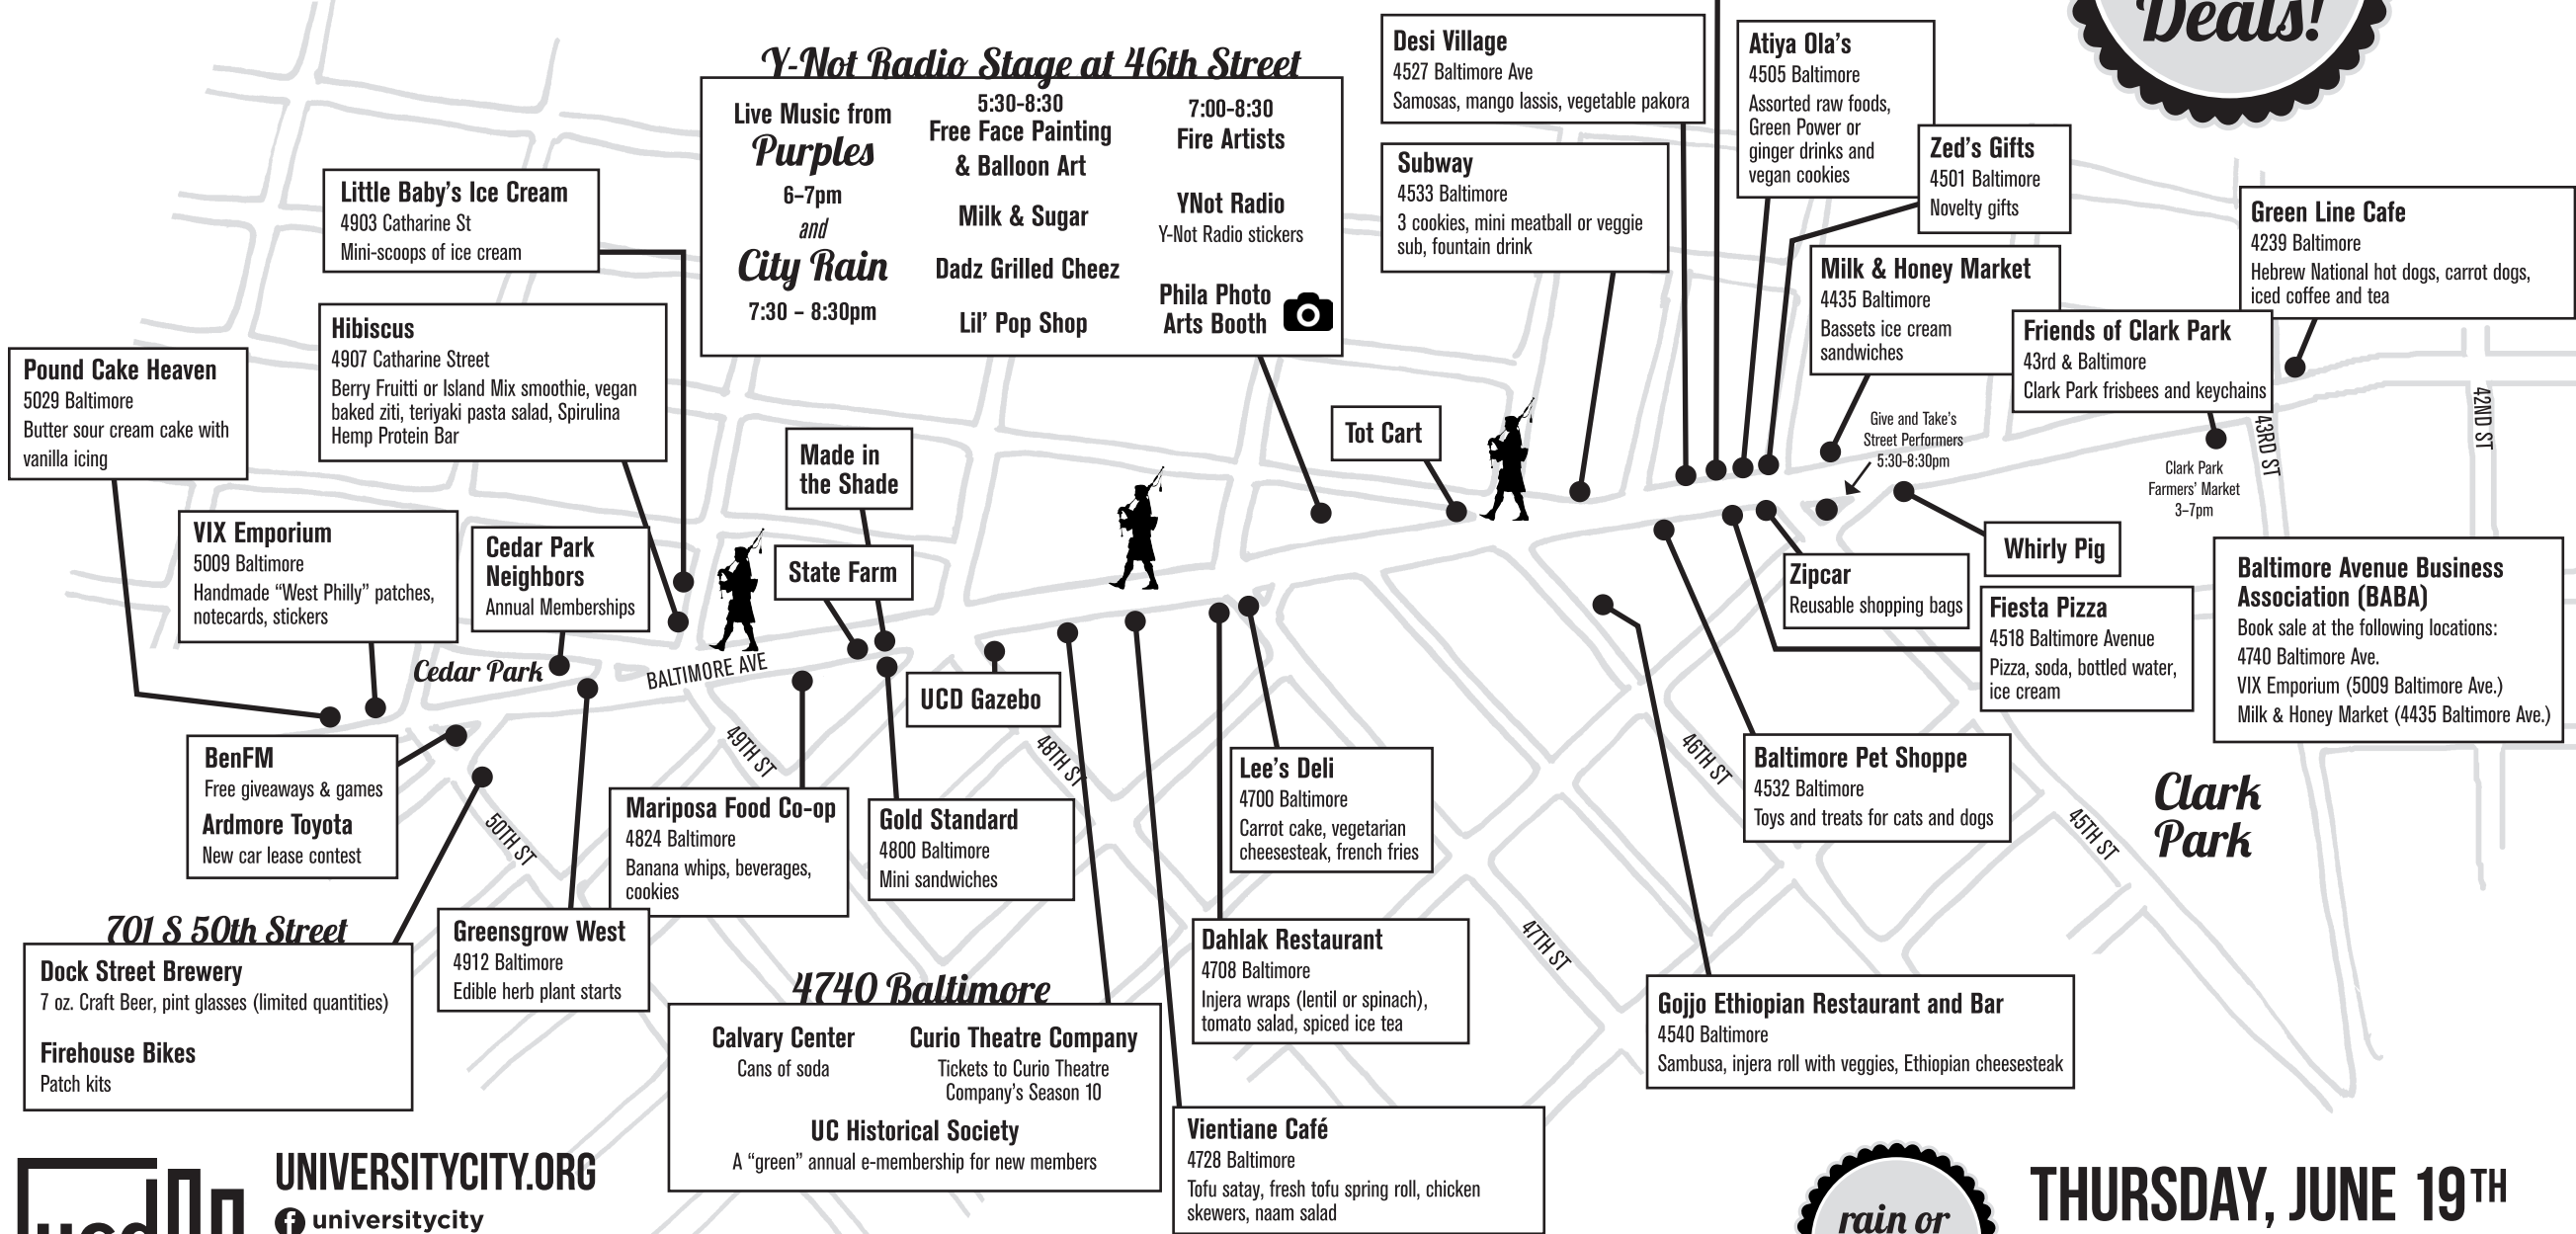 Deals!
Y-Not Radio Stage at 46th Street
Live Music from
Purples
6–7pm
and
City Rain
7:30 – 8:30pm
5:30-8:30
Free Face Painting
& Balloon Art
Milk & Sugar
Dadz Grilled Cheez
Lil' Pop Shop
7:00-8:30
Fire Artists
YNot Radio
Y-Not Radio stickers
Phila Photo
Arts Booth
Desi Village
4527 Baltimore Ave
Samosas, mango lassis, vegetable pakora
Subway
4533 Baltimore
3 cookies, mini meatball or veggie
sub, fountain drink
Atiya Ola's
4505 Baltimore
Assorted raw foods,
Green Power or
ginger drinks and
vegan cookies
Zed's Gifts
4501 Baltimore
Novelty gifts
Milk & Honey Market
4435 Baltimore
Bassets ice cream
sandwiches
Green Line Cafe
4239 Baltimore
Hebrew National hot dogs, carrot dogs,
iced coffee and tea
Friends of Clark Park
43rd & Baltimore
Clark Park frisbees and keychains
Little Baby's Ice Cream
4903 Catharine St
Mini-scoops of ice cream
Hibiscus
4907 Catharine Street
Berry Fruitti or Island Mix smoothie, vegan
baked ziti, teriyaki pasta salad, Spirulina
Hemp Protein Bar
Pound Cake Heaven
5029 Baltimore
Butter sour cream cake with
vanilla icing
VIX Emporium
5009 Baltimore
Handmade “West Philly” patches,
notecards, stickers
Cedar Park
Neighbors
Annual Memberships
Made in
the Shade
State Farm
Tot Cart
Give and Take's
Street Performers
5:30-8:30pm
Clark Park
Farmers' Market
3–7pm
43RD ST
42ND ST
Whirly Pig
Zipcar
Reusable shopping bags
Fiesta Pizza
4518 Baltimore Avenue
Pizza, soda, bottled water,
ice cream
Baltimore Avenue Business
Association (BABA)
Book sale at the following locations:
4740 Baltimore Ave.
VIX Emporium (5009 Baltimore Ave.)
Milk & Honey Market (4435 Baltimore Ave.)
Cedar Park
BALTIMORE AVE
UCD Gazebo
BenFM
Free giveaways & games
Ardmore Toyota
New car lease contest
50TH ST
49TH ST
48TH ST
47TH ST
46TH ST
45TH ST
Clark
Park
Mariposa Food Co-op
4824 Baltimore
Banana whips, beverages,
cookies
Gold Standard
4800 Baltimore
Mini sandwiches
Lee's Deli
4700 Baltimore
Carrot cake, vegetarian
cheesesteak, french fries
Baltimore Pet Shoppe
4532 Baltimore
Toys and treats for cats and dogs
701 S 50th Street
Dock Street Brewery
7 oz. Craft Beer, pint glasses (limited quantities)
Firehouse Bikes
Patch kits
Greensgrow West
4912 Baltimore
Edible herb plant starts
4740 Baltimore
Calvary Center
Cans of soda
Curio Theatre Company
Tickets to Curio Theatre
Company's Season 10
UC Historical Society
A “green” annual e-membership for new members
Dahlak Restaurant
4708 Baltimore
Injera wraps (lentil or spinach),
tomato salad, spiced ice tea
Vientiane Café
4728 Baltimore
Tofu satay, fresh tofu spring roll, chicken
skewers, naam salad
Gojjo Ethiopian Restaurant and Bar
4540 Baltimore
Sambusa, injera roll with veggies, Ethiopian cheesesteak
ucd
UNIVERSITYCITY.ORG
f universitycity
rain or
THURSDAY, JUNE 19TH